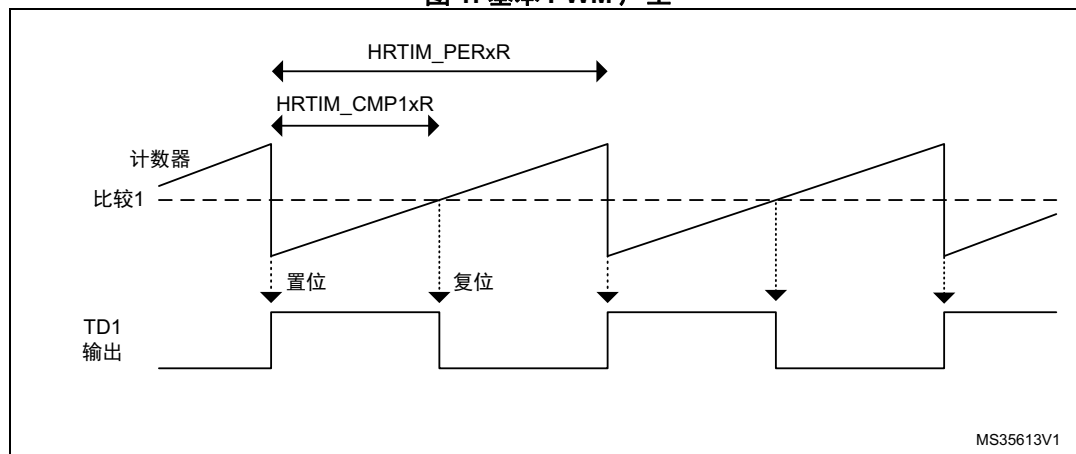 HRTIM_PERxR
HRTIM_CMP1xR
计数器
比较1
置位
复位
TD1
输出
MS35613V1